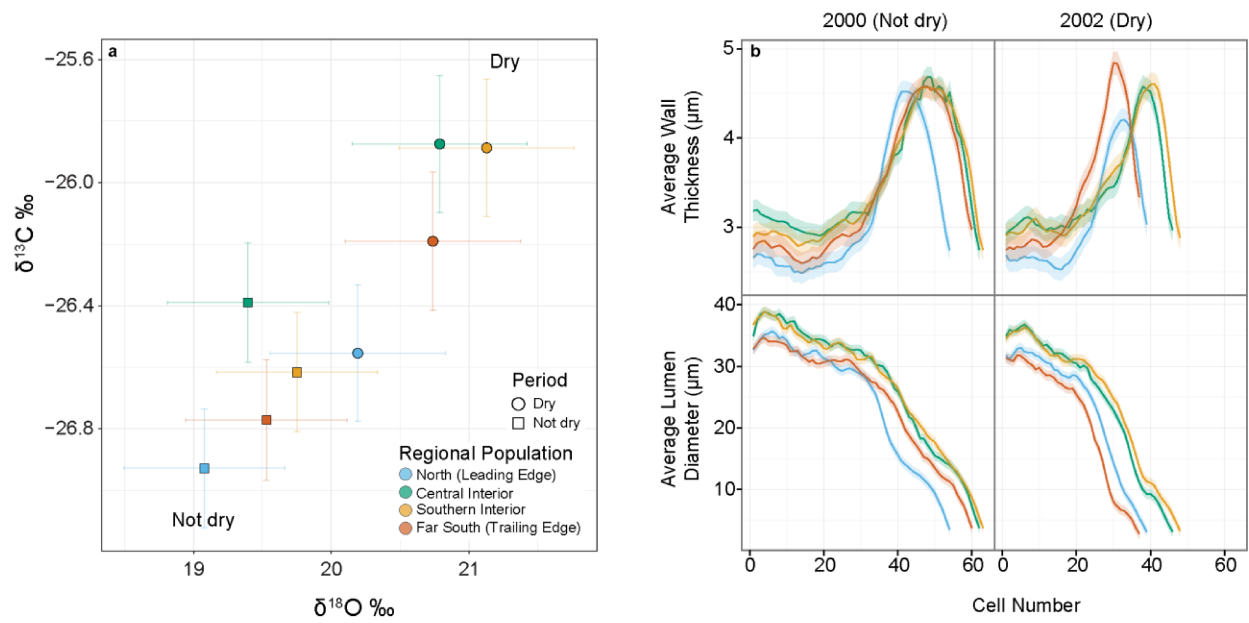 a
Dry
−25.6
−26.0
−26.4
−26.8
δ¹³C ‰
Not dry
Period
Dry
Not dry
Regional Population
North (Leading Edge)
Central Interior
Southern Interior
Far South (Trailing Edge)
19
20
21
δ¹⁸O ‰
2000 (Not dry)
2002 (Dry)
b
Average Wall
Thickness (µm)
5
4
3
Average Lumen
Diameter (µm)
40
30
20
10
0
20
40
60
0
20
40
60
Cell Number